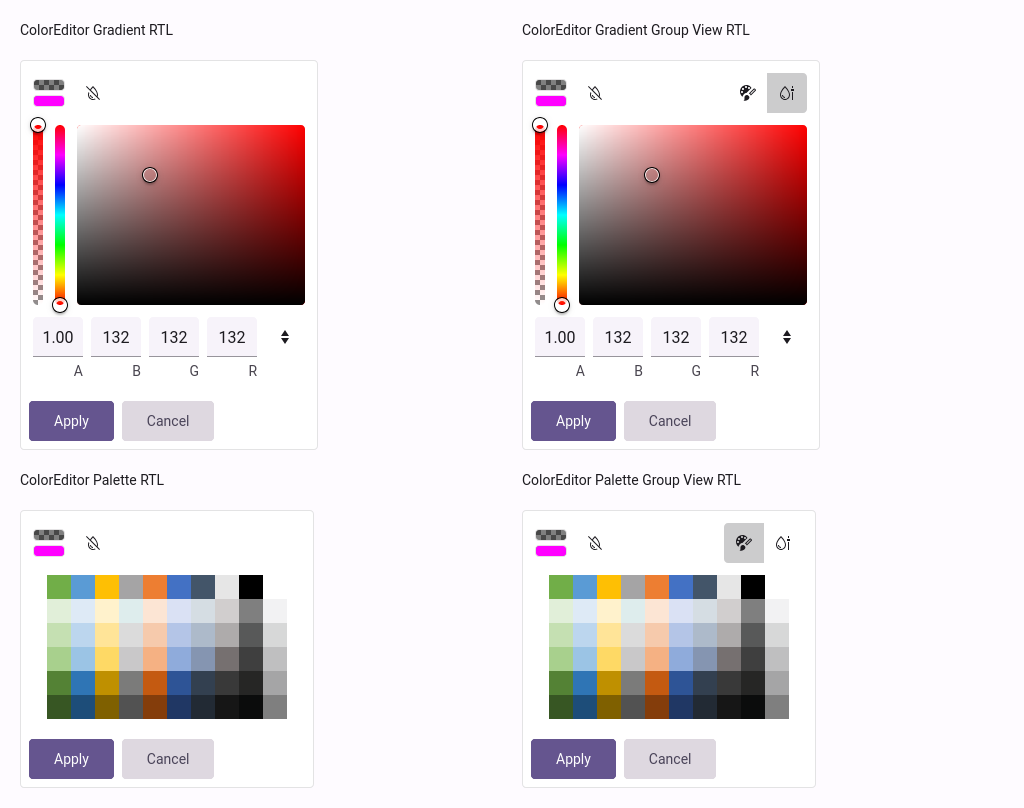 ColorEditor Gradient RTL
ColorEditor Gradient Group View RTL
1.00 132 132 132
A B G R
Apply Cancel
1.00 132 132 132
A B G R
Apply Cancel
ColorEditor Palette RTL
ColorEditor Palette Group View RTL
Apply Cancel
Apply Cancel